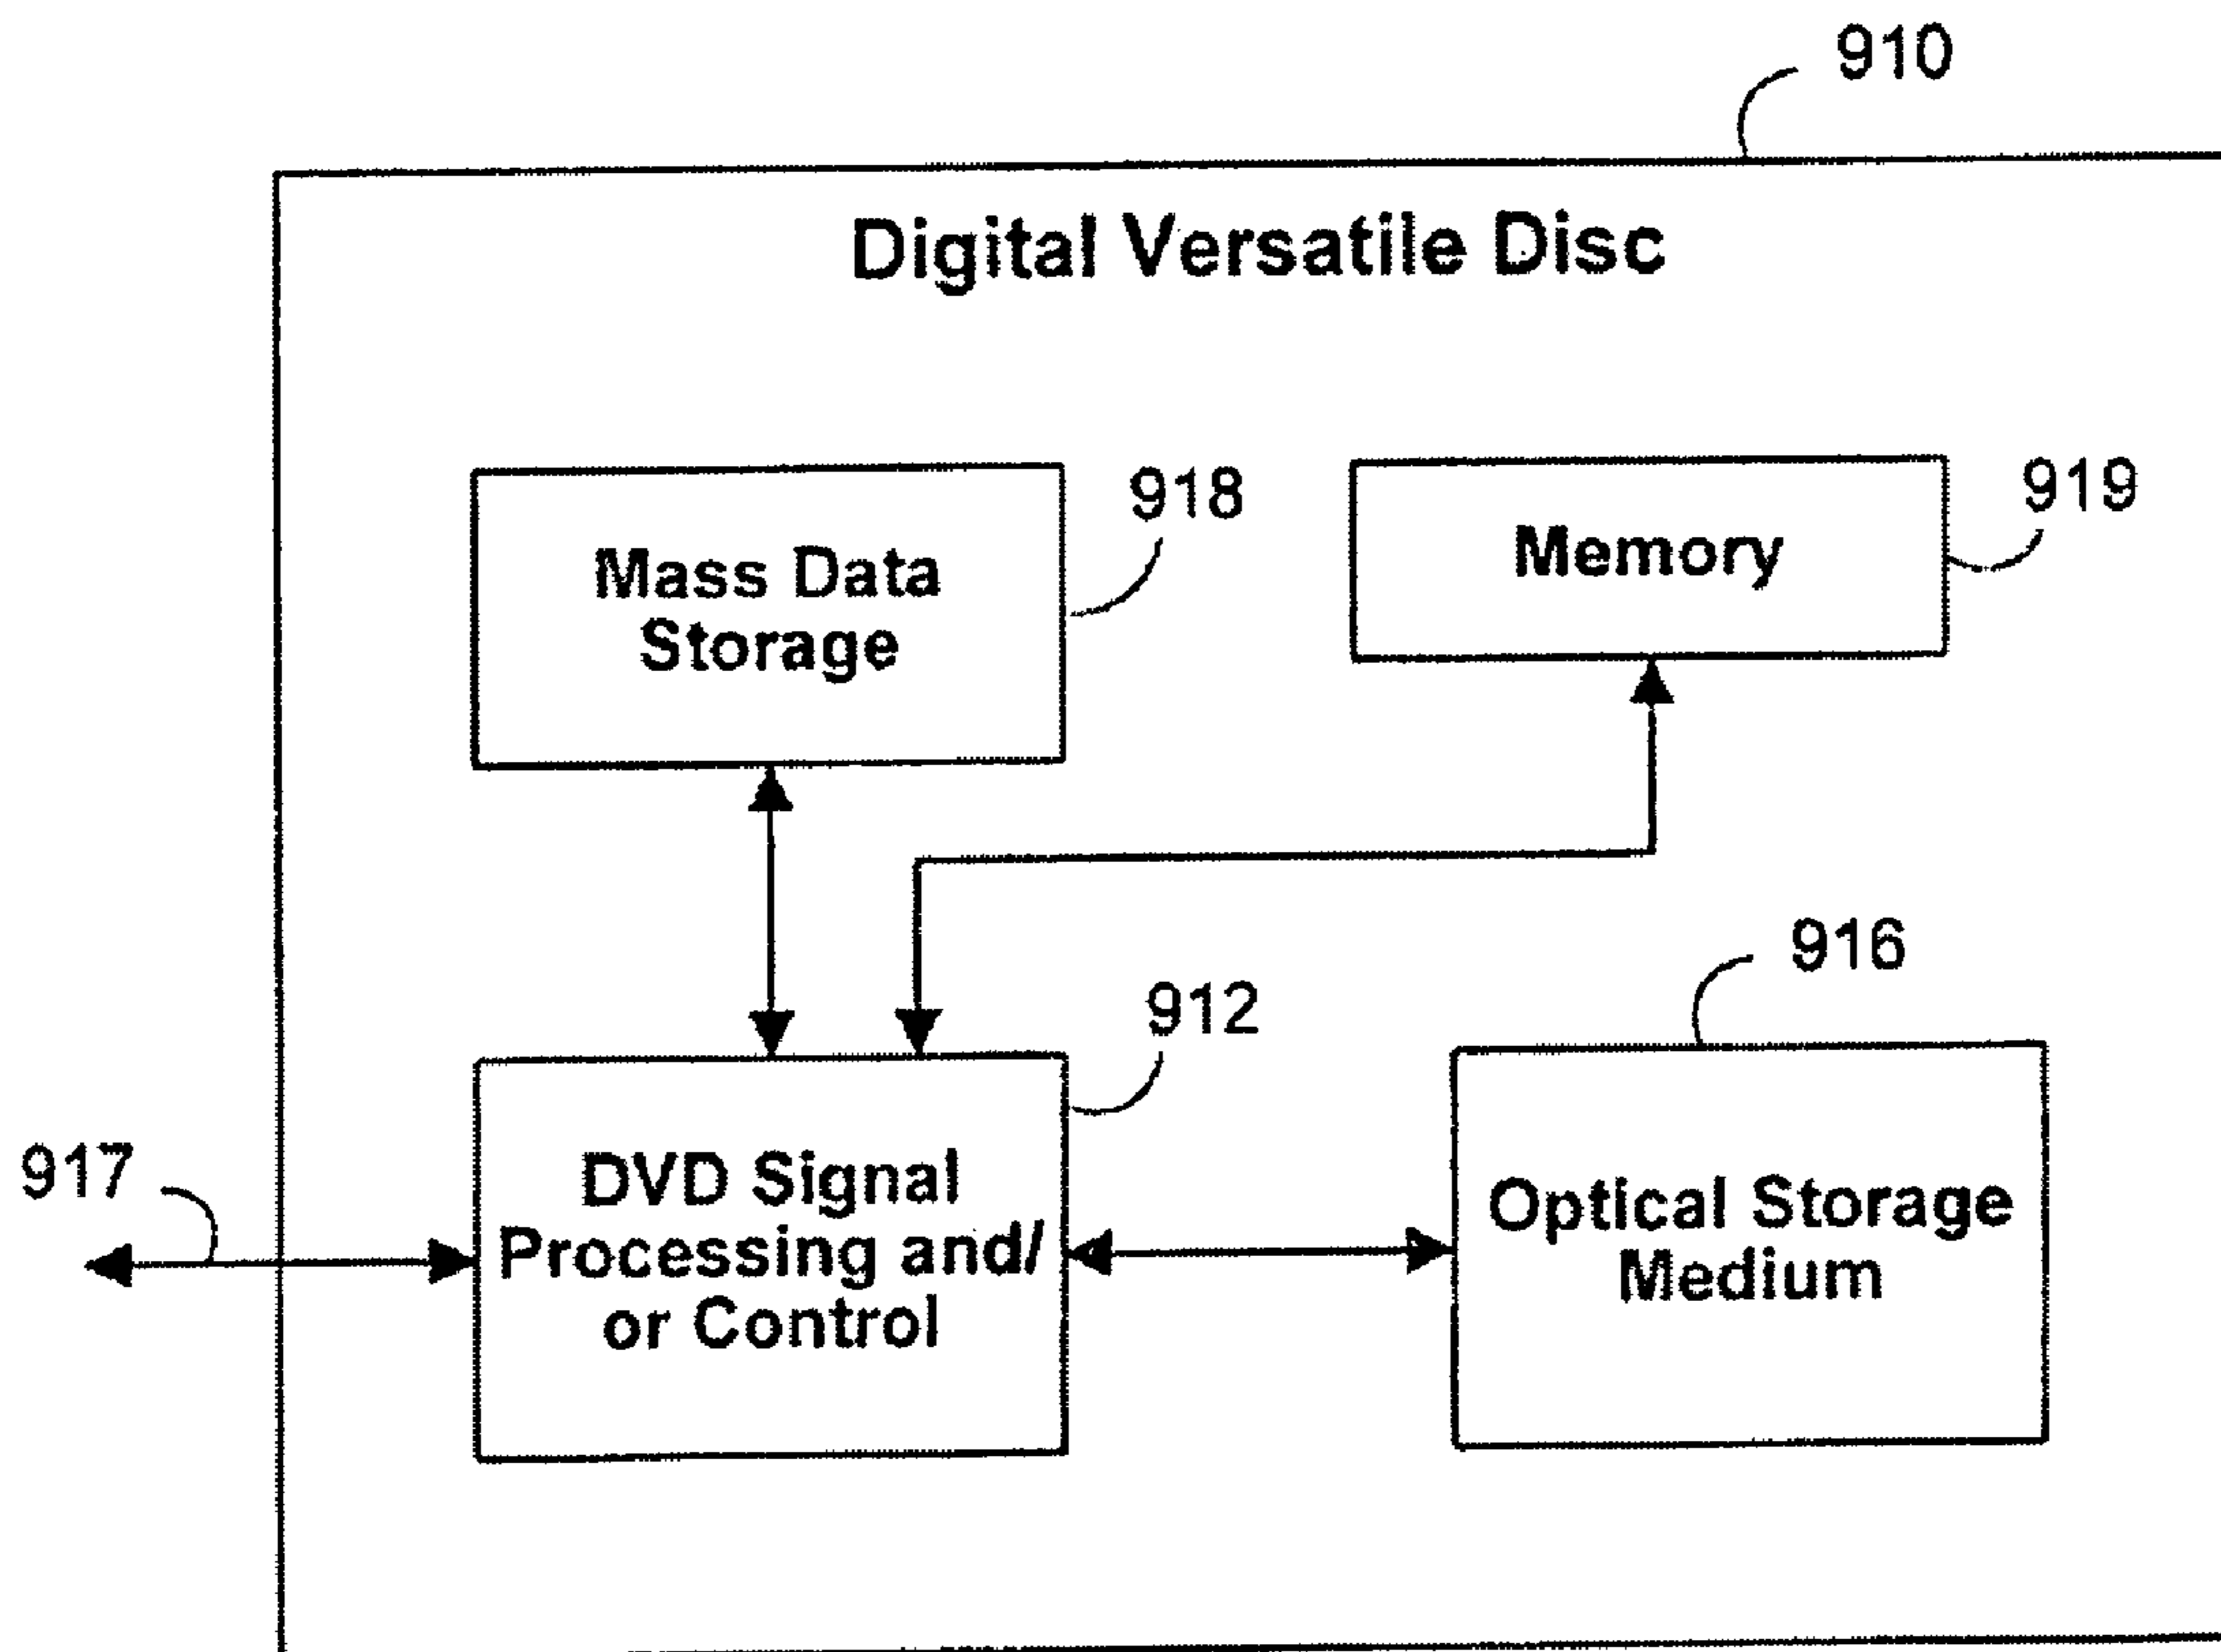 910
Digital Versatile Disc
918
919
Mass Data
Storage
Memory
916
912
917
DVD Signal
Processing and/
or Control
Optical Storage
Medium